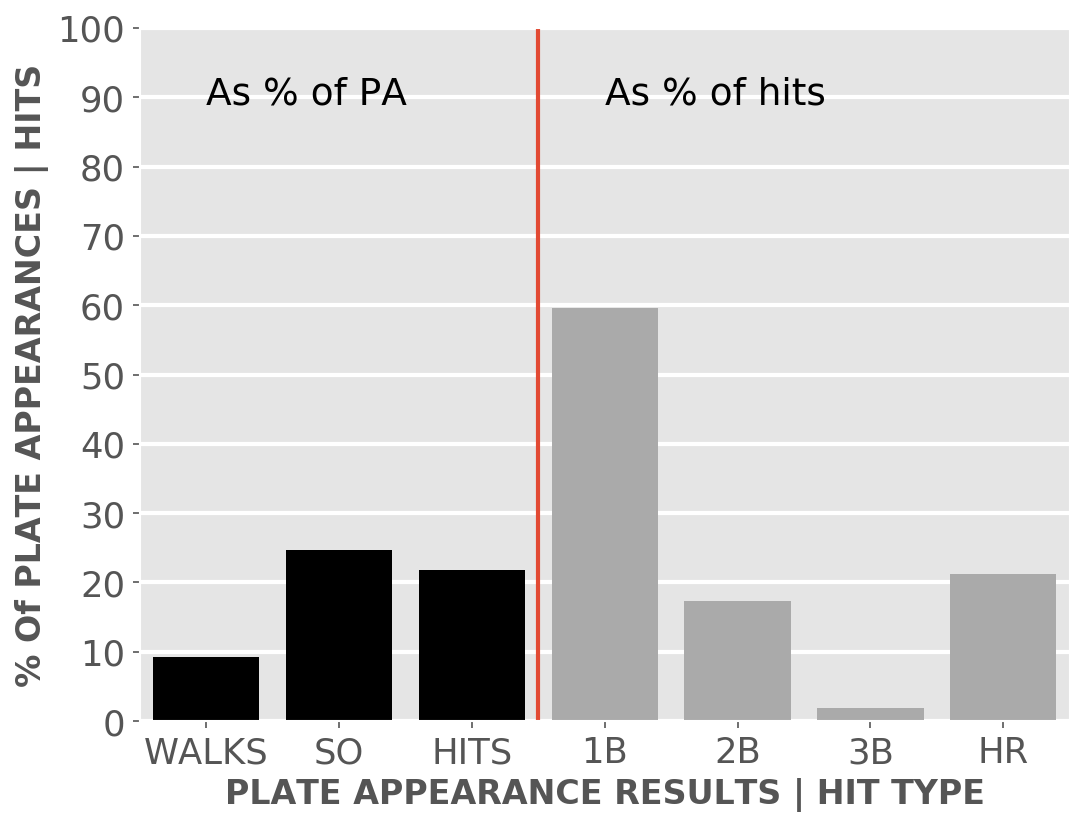 % Of PLATE APPEARANCES | HITS
100
90
80
70
60
50
40
30
20
10
0
As % of PA
As % of hits
WALKS SO HITS 1B 2B 3B HR
PLATE APPEARANCE RESULTS | HIT TYPE